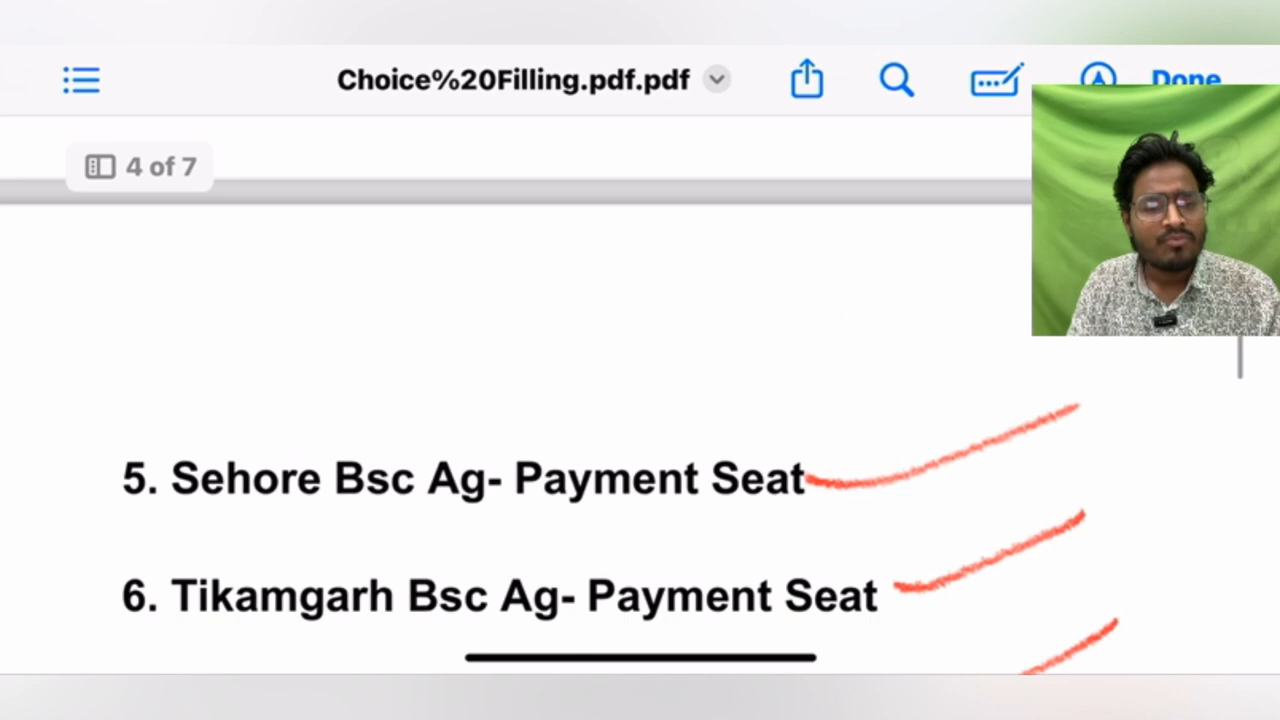 Choice%20Filling.pdf.pdf
Done
4 of 7
5. Sehore Bsc Ag- Payment Seat
6. Tikamgarh Bsc Ag- Payment Seat